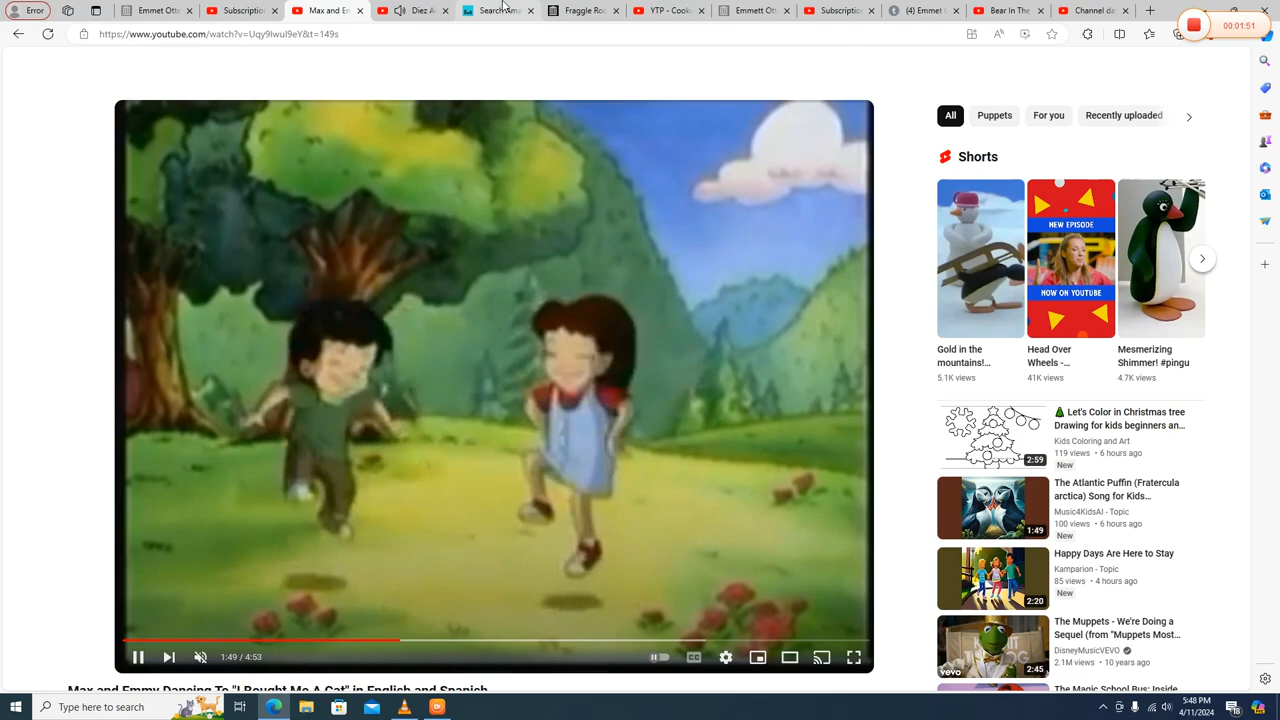 Error
Emmet Ott
Subscriptio
Max and Em
Diez A
Search Ema
Fraggle Roc
YTP - Cooki
Emmett Ott
Subscriptio
(4) Emmet C
Bear In The
Channel da
00:01:51
https://www.youtube.com/watch?v=Uqy9IwuI9eY&t=149s
All
Puppets
For you
Recently uploaded
Shorts
NEW EPISODE
NOW ON YOUTUBE
Gold in the
mountains!...
5.1K views
Head Over
Wheels -...
41K views
Mesmerizing
Shimmer! #pingu
4.7K views
Let's Color in Christmas tree
Drawing for kids beginners an...
Kids Coloring and Art
119 views • 6 hours ago
New
2:59
The Atlantic Puffin (Fratercula
arctica) Song for Kids...
Music4KidsAI - Topic
100 views • 6 hours ago
New
1:49
Happy Days Are Here to Stay
Kamparion - Topic
85 views • 4 hours ago
New
2:20
The Muppets - We're Doing a
Sequel (from "Muppets Most...
DisneyMusicVEVO
2.1M views • 10 years ago
vevo
2:45
The Magic School Bus: Inside
1:49 / 4:53
Max and Emmy Dancing To "I Bought Me A Cat" in English and Spanish
Type here to search
5:48 PM
4/11/2024
18